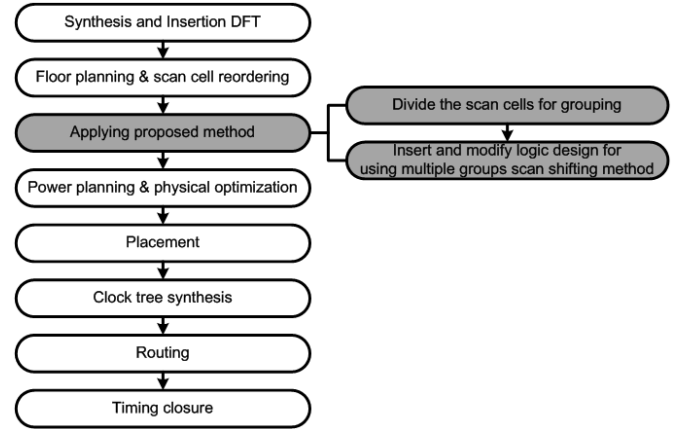 Synthesis and Insertion DFT
Floor planning & scan cell reordering
Applying proposed method
Divide the scan cells for grouping
Insert and modify logic design for
using multiple groups scan shifting method
Power planning & physical optimization
Placement
Clock tree synthesis
Routing
Timing closure